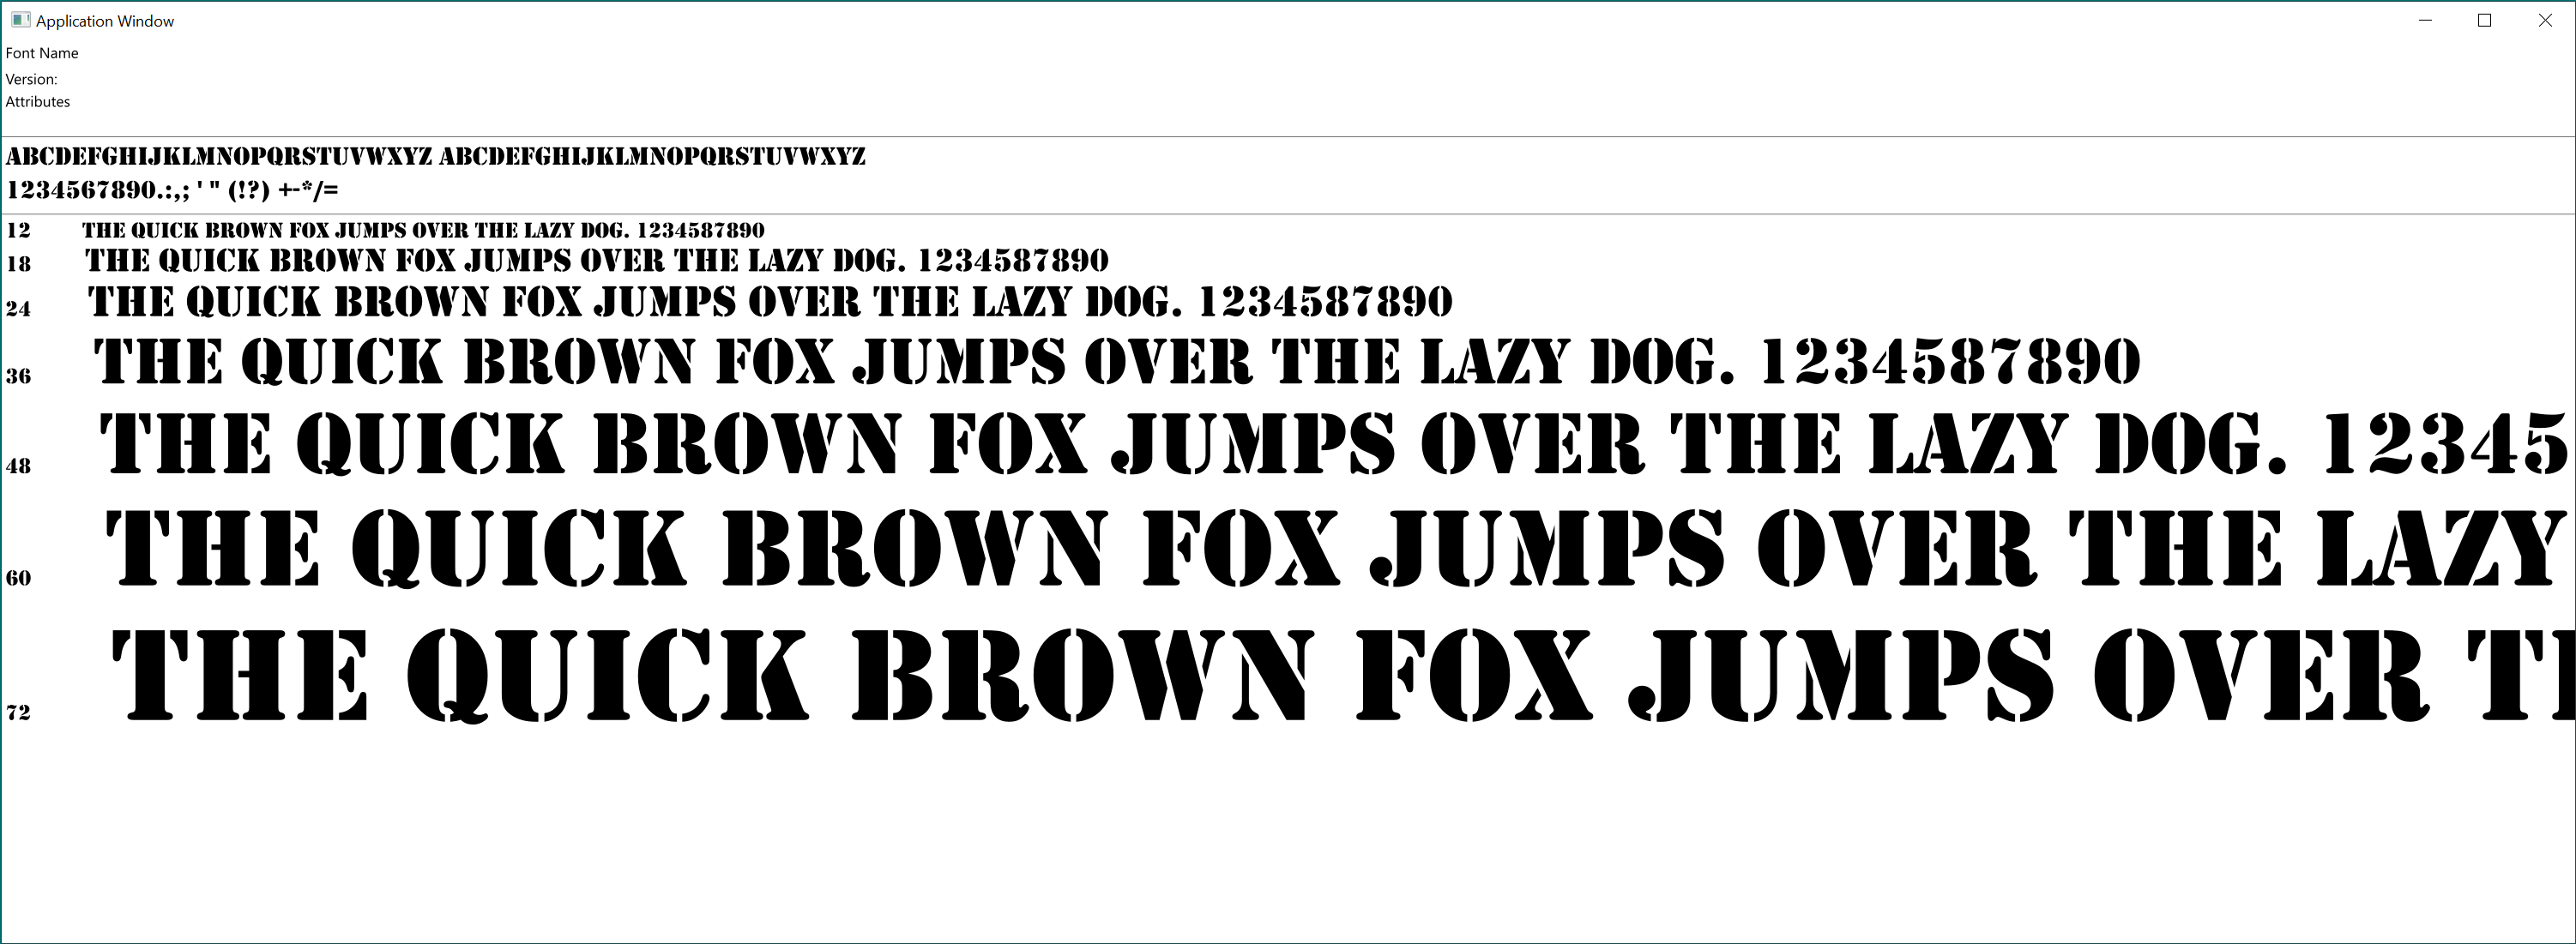 Application Window
Font Name
Version:
Attributes
ABCDEFGHIJKLMNOPQRSTUVWXYZ ABCDEFGHIJKLMNOPQRSTUVWXYZ
1234567890.:,; ' " (!?) +-*/=
12 THE QUICK BROWN FOX JUMPS OVER THE LAZY DOG. 1234587890
18 THE QUICK BROWN FOX JUMPS OVER THE LAZY DOG. 1234587890
24 THE QUICK BROWN FOX JUMPS OVER THE LAZY DOG. 1234587890
36 THE QUICK BROWN FOX JUMPS OVER THE LAZY DOG. 1234587890
48 THE QUICK BROWN FOX JUMPS OVER THE LAZY DOG. 12345
60 THE QUICK BROWN FOX JUMPS OVER THE LAZY
72 THE QUICK BROWN FOX JUMPS OVER